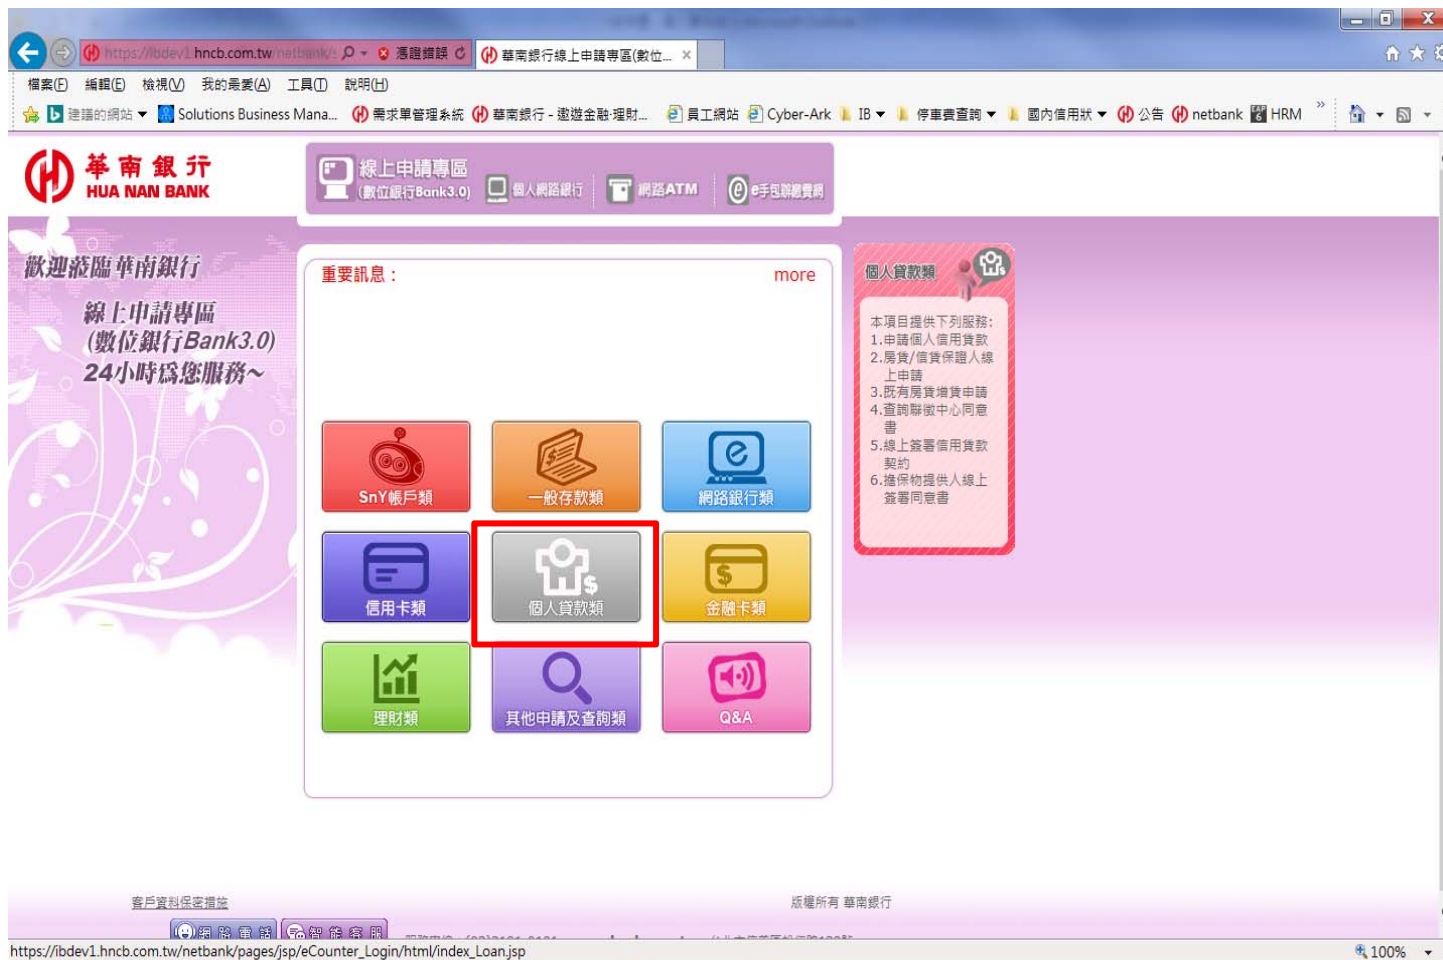 https://ibdev1.hncb.com.tw/netbank/s 憑證錯誤 華南銀行線上申請專區(數位... ×
檔案(F) 編輯(E) 檢視(V) 我的最愛(A) 工具(T) 說明(H)
建議的網站 Solutions Business Mana... 需求單管理系統 華南銀行 - 遨遊金融‧理財... 員工網站 Cyber-Ark IB 停車費查詢 國內信用狀 公告 netbank HRM »
華南銀行
HUA NAN BANK
線上申請專區
(數位銀行Bank3.0)
個人網路銀行
網路ATM
e手包辦繳費網
歡迎蒞臨華南銀行
線上申請專區
(數位銀行Bank3.0)
24小時為您服務～
重要訊息： more
SnY帳戶類
一般存款類
網路銀行類
信用卡類
個人貸款類
金融卡類
理財類
其他申請及查詢類
Q&A
個人貸款類
本項目提供下列服務:
1.申請個人信用貸款
2.房貸/信貸保證人線
上申請
3.既有房貸增貸申請
4.查詢聯徵中心同意
書
5.線上簽署信用貸款
契約
6.擔保物提供人線上
簽署同意書
客戶資料保密措施
版權所有 華南銀行
網路電話
智能客服
https://ibdev1.hncb.com.tw/netbank/pages/jsp/eCounter_Login/html/index_Loan.jsp
100%